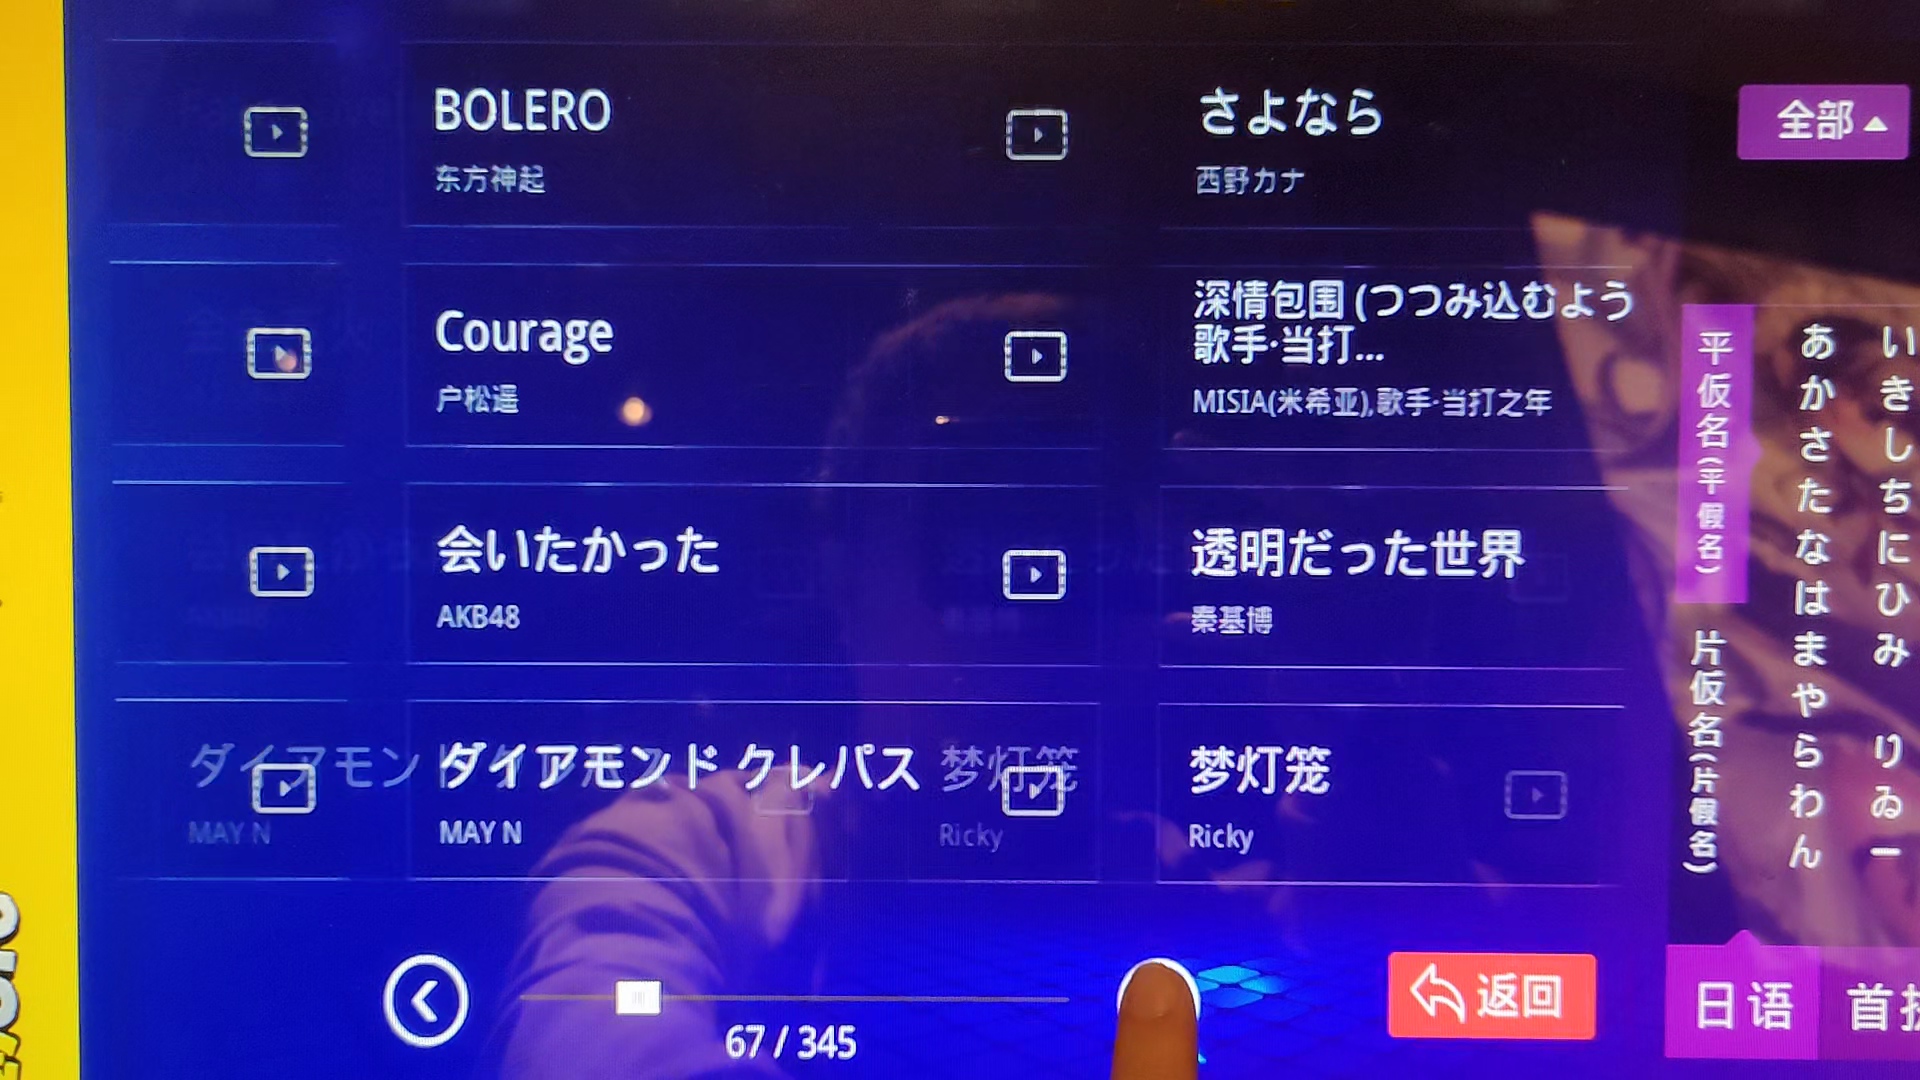 BOLERO
东方神起
さよなら
西野カナ
全部
Courage
户松遥
深情包围 (つつみ込むよう
歌手·当打...
MISIA(米希亚),歌手·当打之年
会いたかった
AKB48
透明だった世界
秦基博
ダイアモンド クレパス
MAY N
梦灯笼
Ricky
平仮名(平假名)
片仮名(片假名)
あかさたなはまやらわん
いきしちにひみ りゐー
67 / 345
返回
日语
首